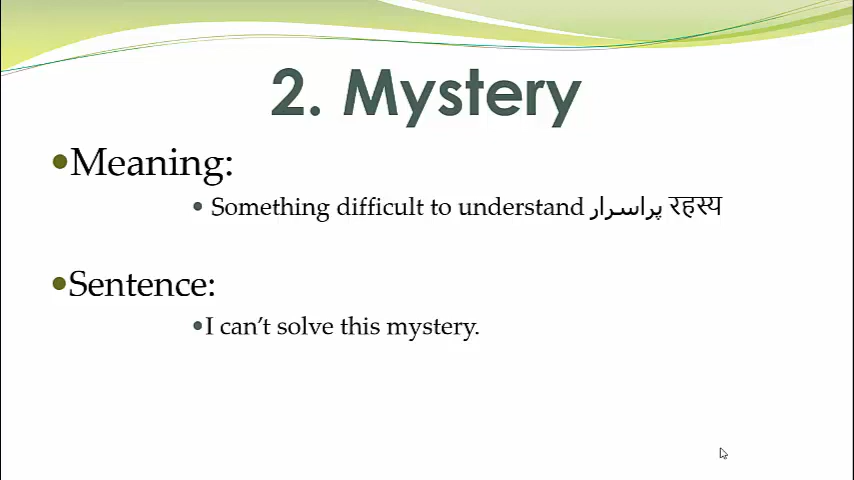 2. Mystery
•Meaning:
• Something difficult to understand پراسرار रहस्य
•Sentence:
•I can’t solve this mystery.